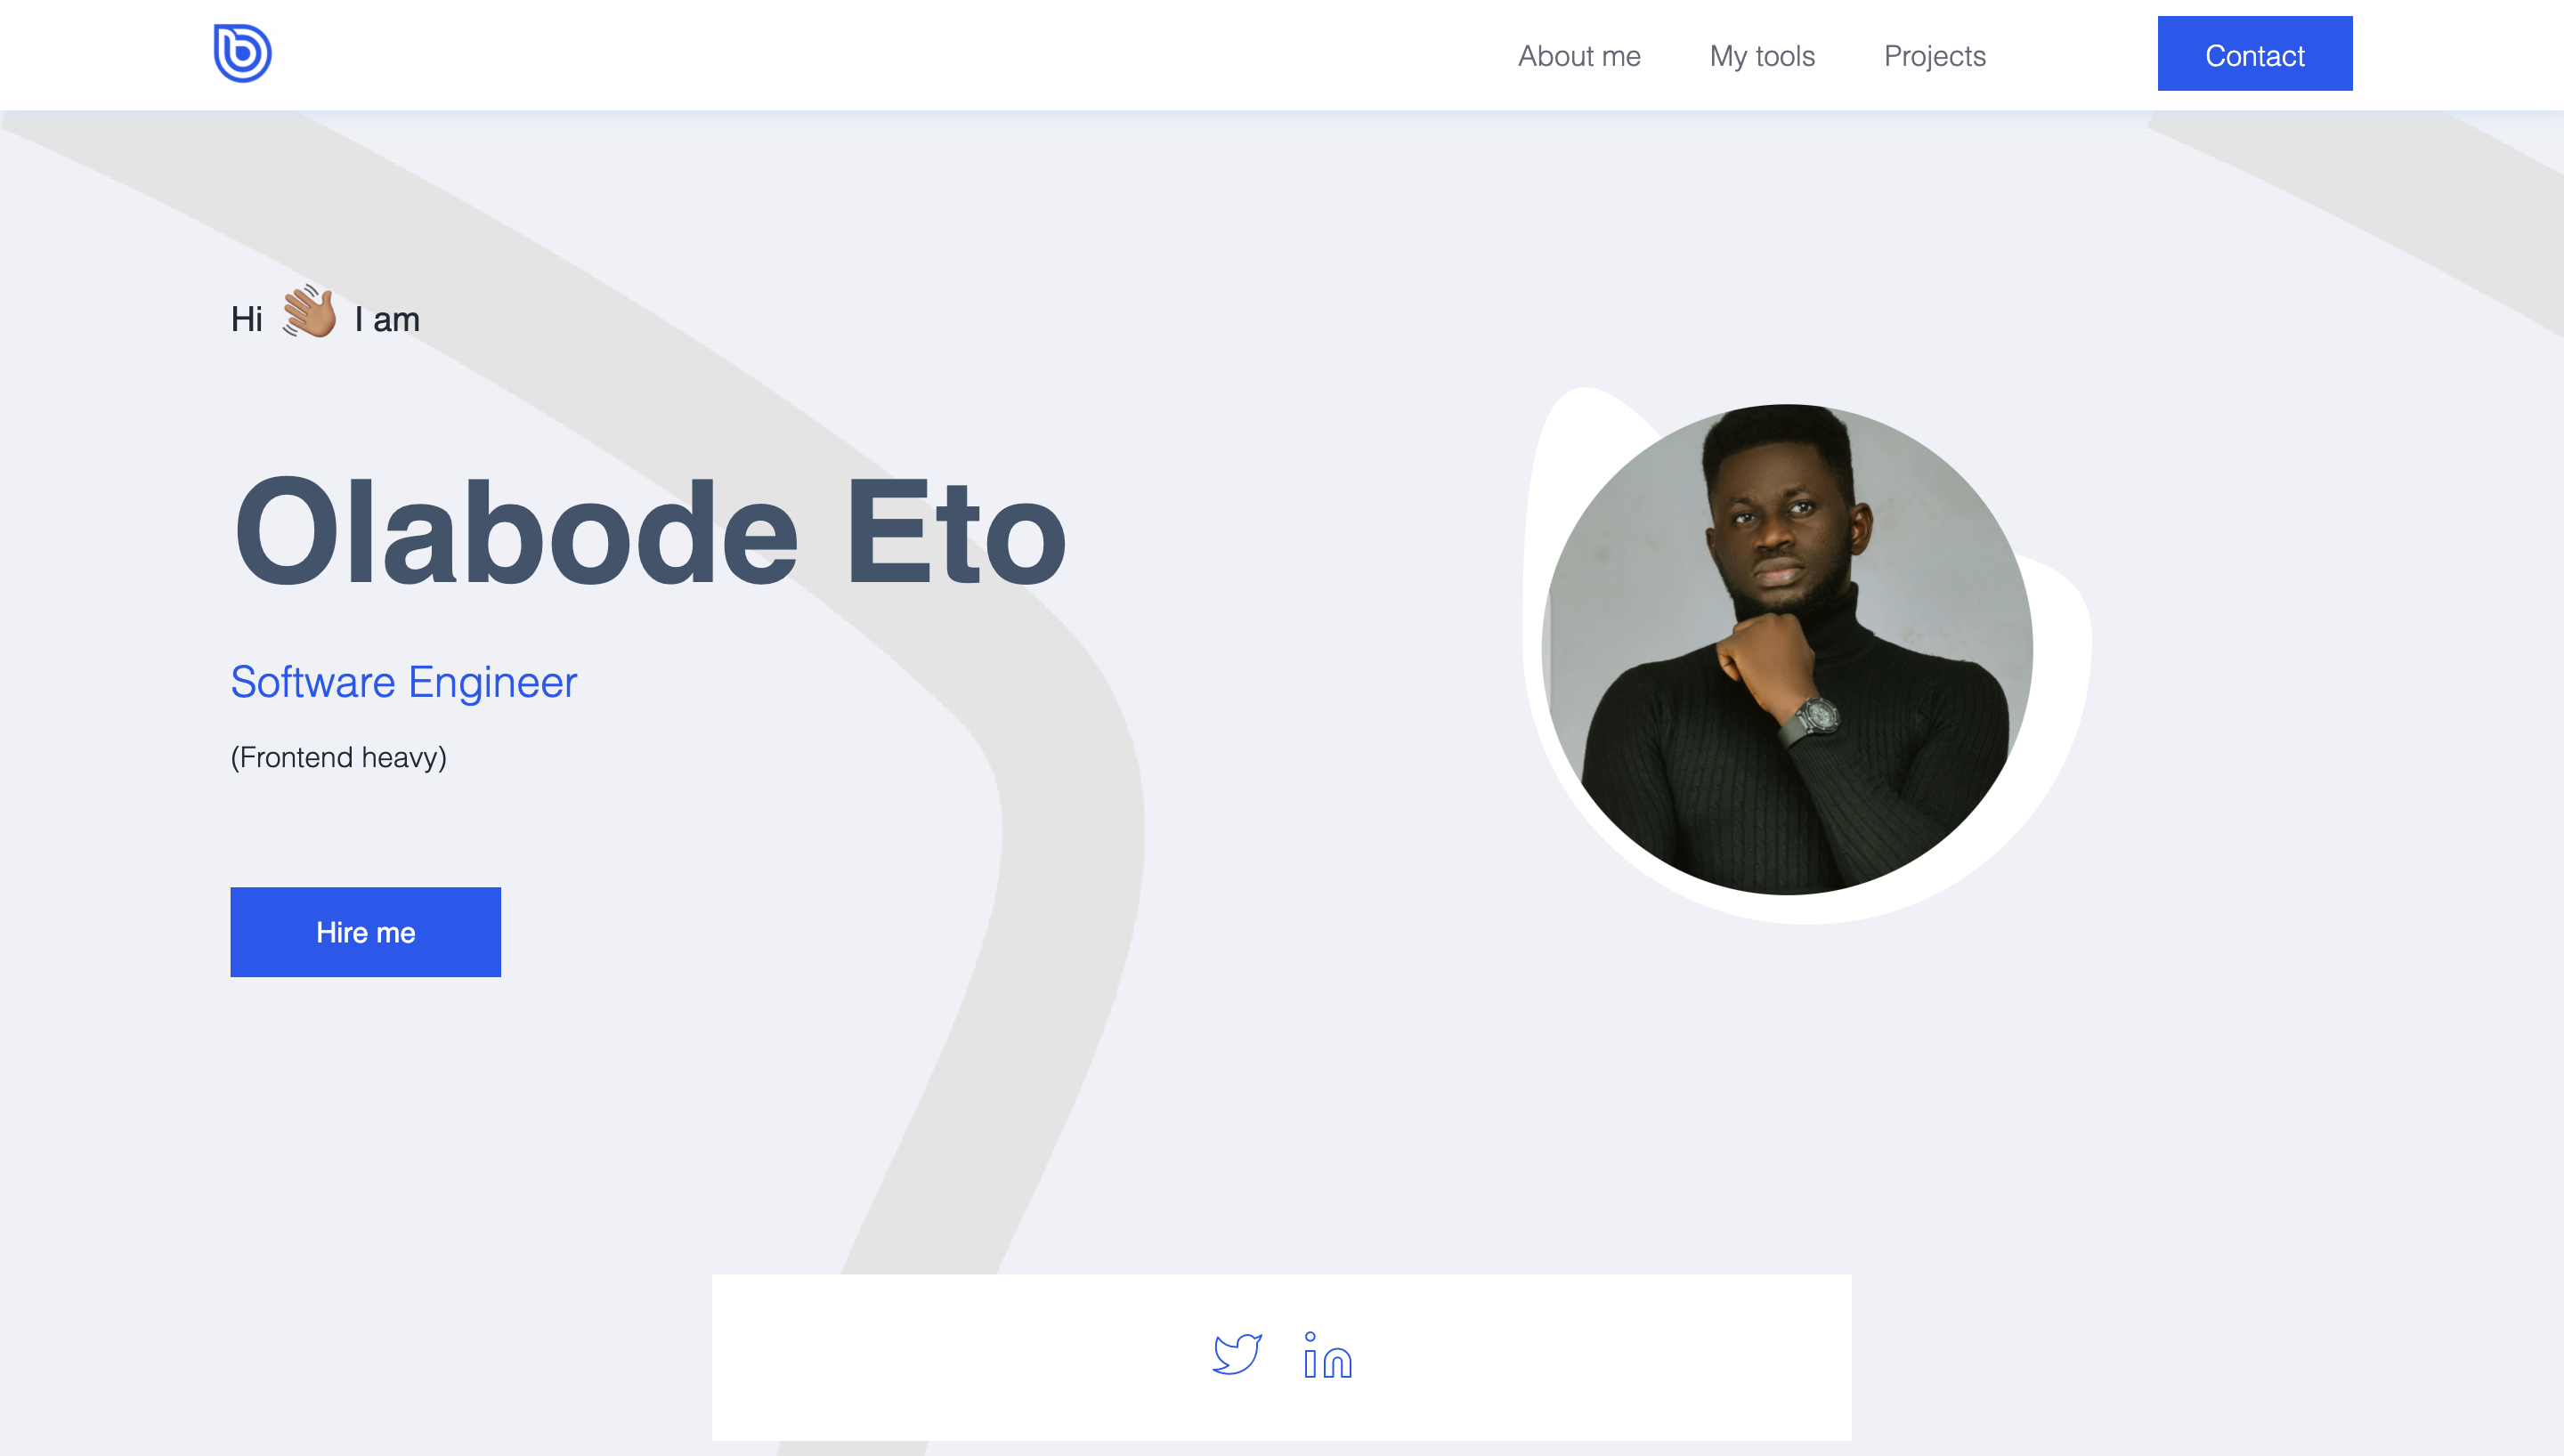 About me My tools Projects Contact
Hi 👋🏽 I am
Olabode Eto
Software Engineer
(Frontend heavy)
Hire me